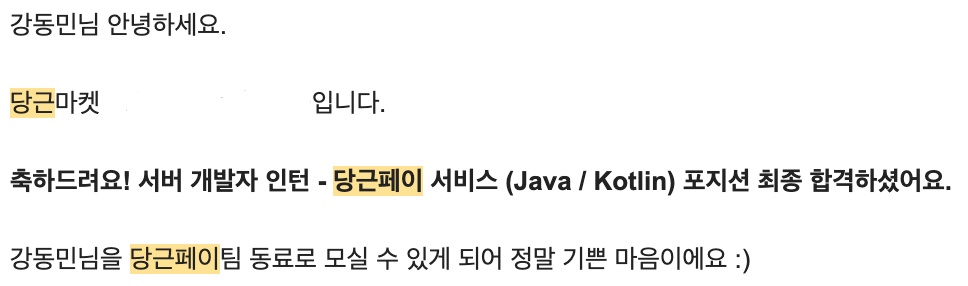 강동민님 안녕하세요.
당근마켓 입니다.
축하드려요! 서버 개발자 인턴 - 당근페이 서비스 (Java / Kotlin) 포지션 최종 합격하셨어요.
강동민님을 당근페이팀 동료로 모실 수 있게 되어 정말 기쁜 마음이에요 :)